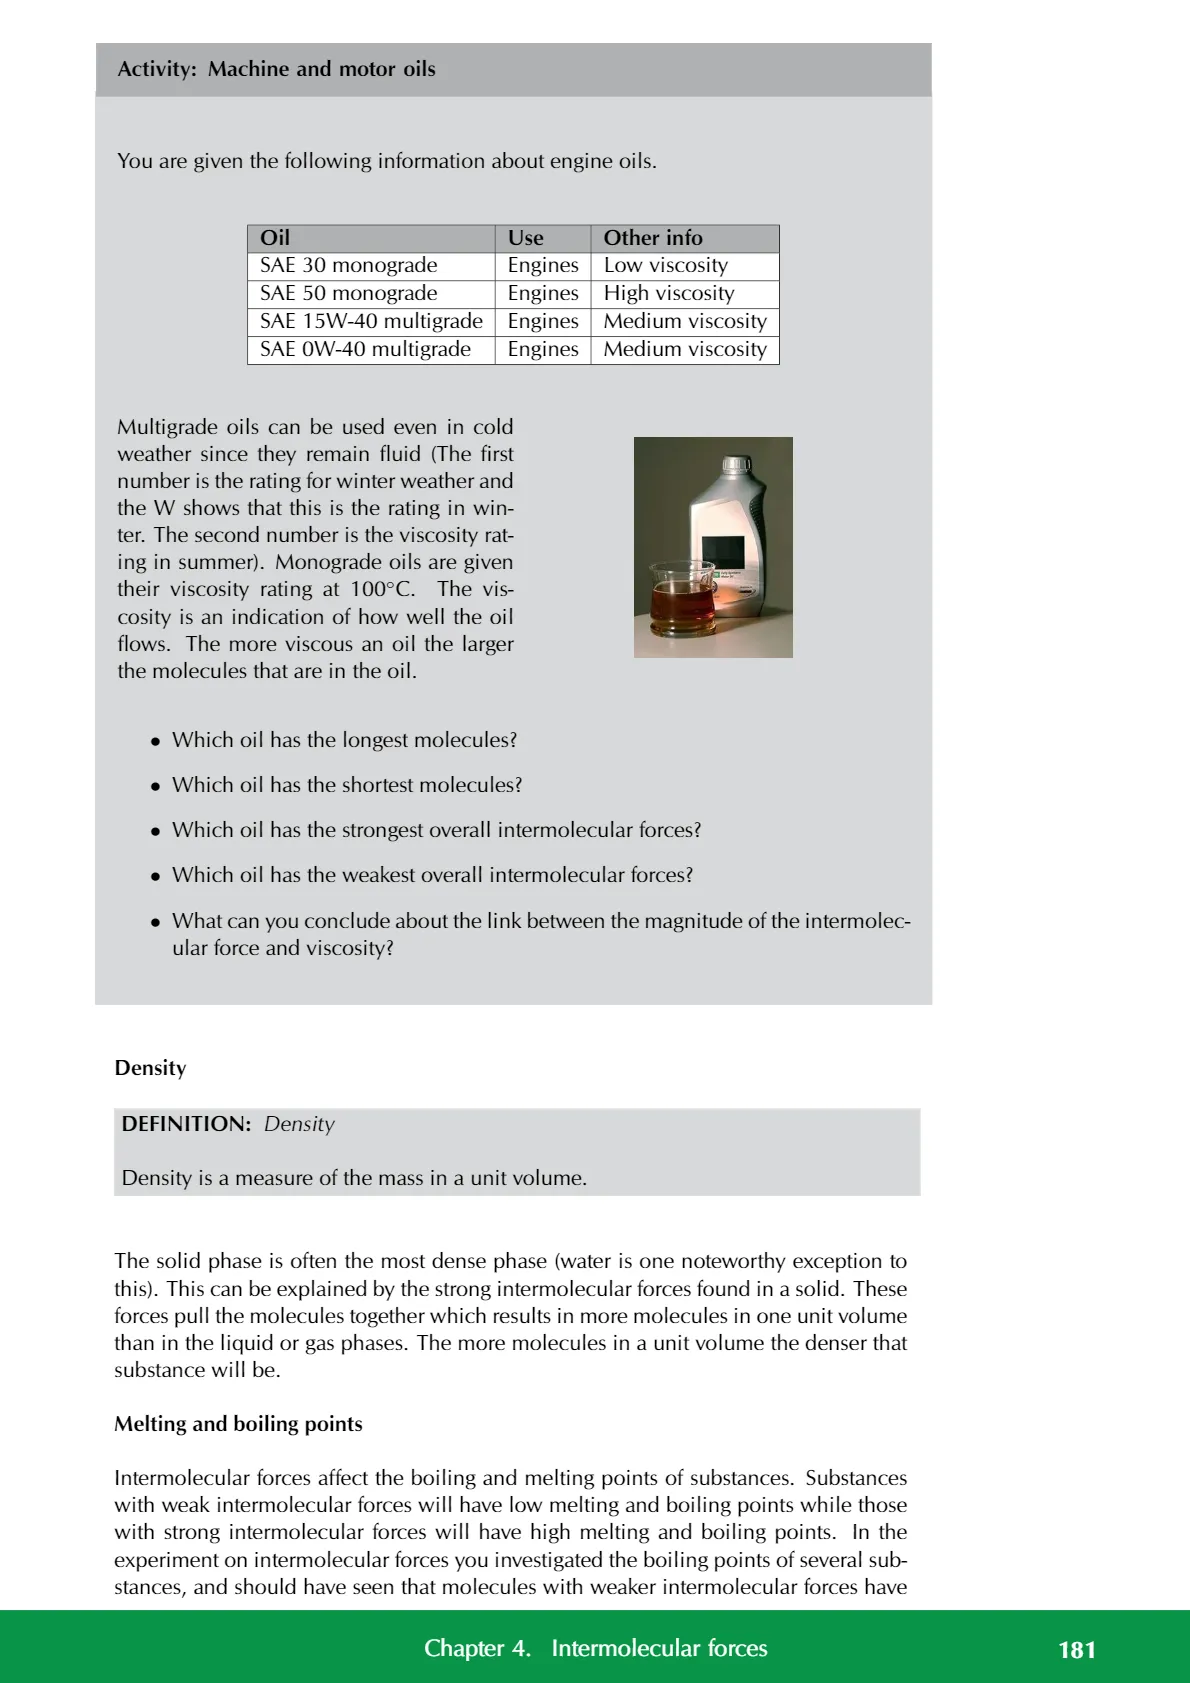 Activity: Machine and motor oils
You are given the following information about engine oils.
Oil Use Other info
SAE 30 monograde Engines Low viscosity
SAE 50 monograde Engines High viscosity
SAE 15W-40 multigrade Engines Medium viscosity
SAE 0W-40 multigrade Engines Medium viscosity
Multigrade oils can be used even in cold
weather since they remain fluid (The first
number is the rating for winter weather and
the W shows that this is the rating in win-
ter. The second number is the viscosity rat-
ing in summer). Monograde oils are given
their viscosity rating at 100°C. The vis-
cosity is an indication of how well the oil
flows. The more viscous an oil the larger
the molecules that are in the oil.
• Which oil has the longest molecules?
• Which oil has the shortest molecules?
• Which oil has the strongest overall intermolecular forces?
• Which oil has the weakest overall intermolecular forces?
• What can you conclude about the link between the magnitude of the intermolec-
ular force and viscosity?
Density
DEFINITION: Density
Density is a measure of the mass in a unit volume.
The solid phase is often the most dense phase (water is one noteworthy exception to
this). This can be explained by the strong intermolecular forces found in a solid. These
forces pull the molecules together which results in more molecules in one unit volume
than in the liquid or gas phases. The more molecules in a unit volume the denser that
substance will be.
Melting and boiling points
Intermolecular forces affect the boiling and melting points of substances. Substances
with weak intermolecular forces will have low melting and boiling points while those
with strong intermolecular forces will have high melting and boiling points. In the
experiment on intermolecular forces you investigated the boiling points of several sub-
stances, and should have seen that molecules with weaker intermolecular forces have
Chapter 4. Intermolecular forces 181